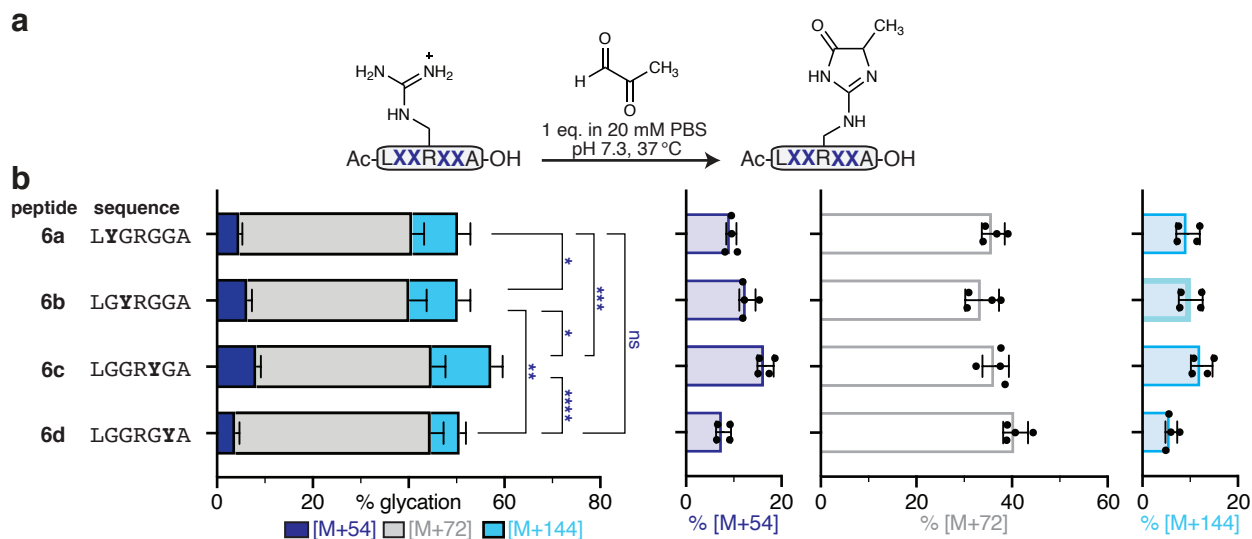 a
O
H₂N
+
NH₂
HN
O
H
CH₃
O
1 eq. in 20 mM PBS
pH 7.3, 37 °C
O
CH₃
HN
N
NH
Ac-LXXRXXA-OH
Ac-LXXRXXA-OH
b
peptide sequence
6a LYGRGGA
6b LGYRGGA
6c LGGRYGA
6d LGGRGYA
*
***
ns
*
**
****
0 20 40 60 80
% glycation
[M+54] [M+72] [M+144]
0 20
% [M+54]
0 20 40 60
% [M+72]
0 10 20
% [M+144]